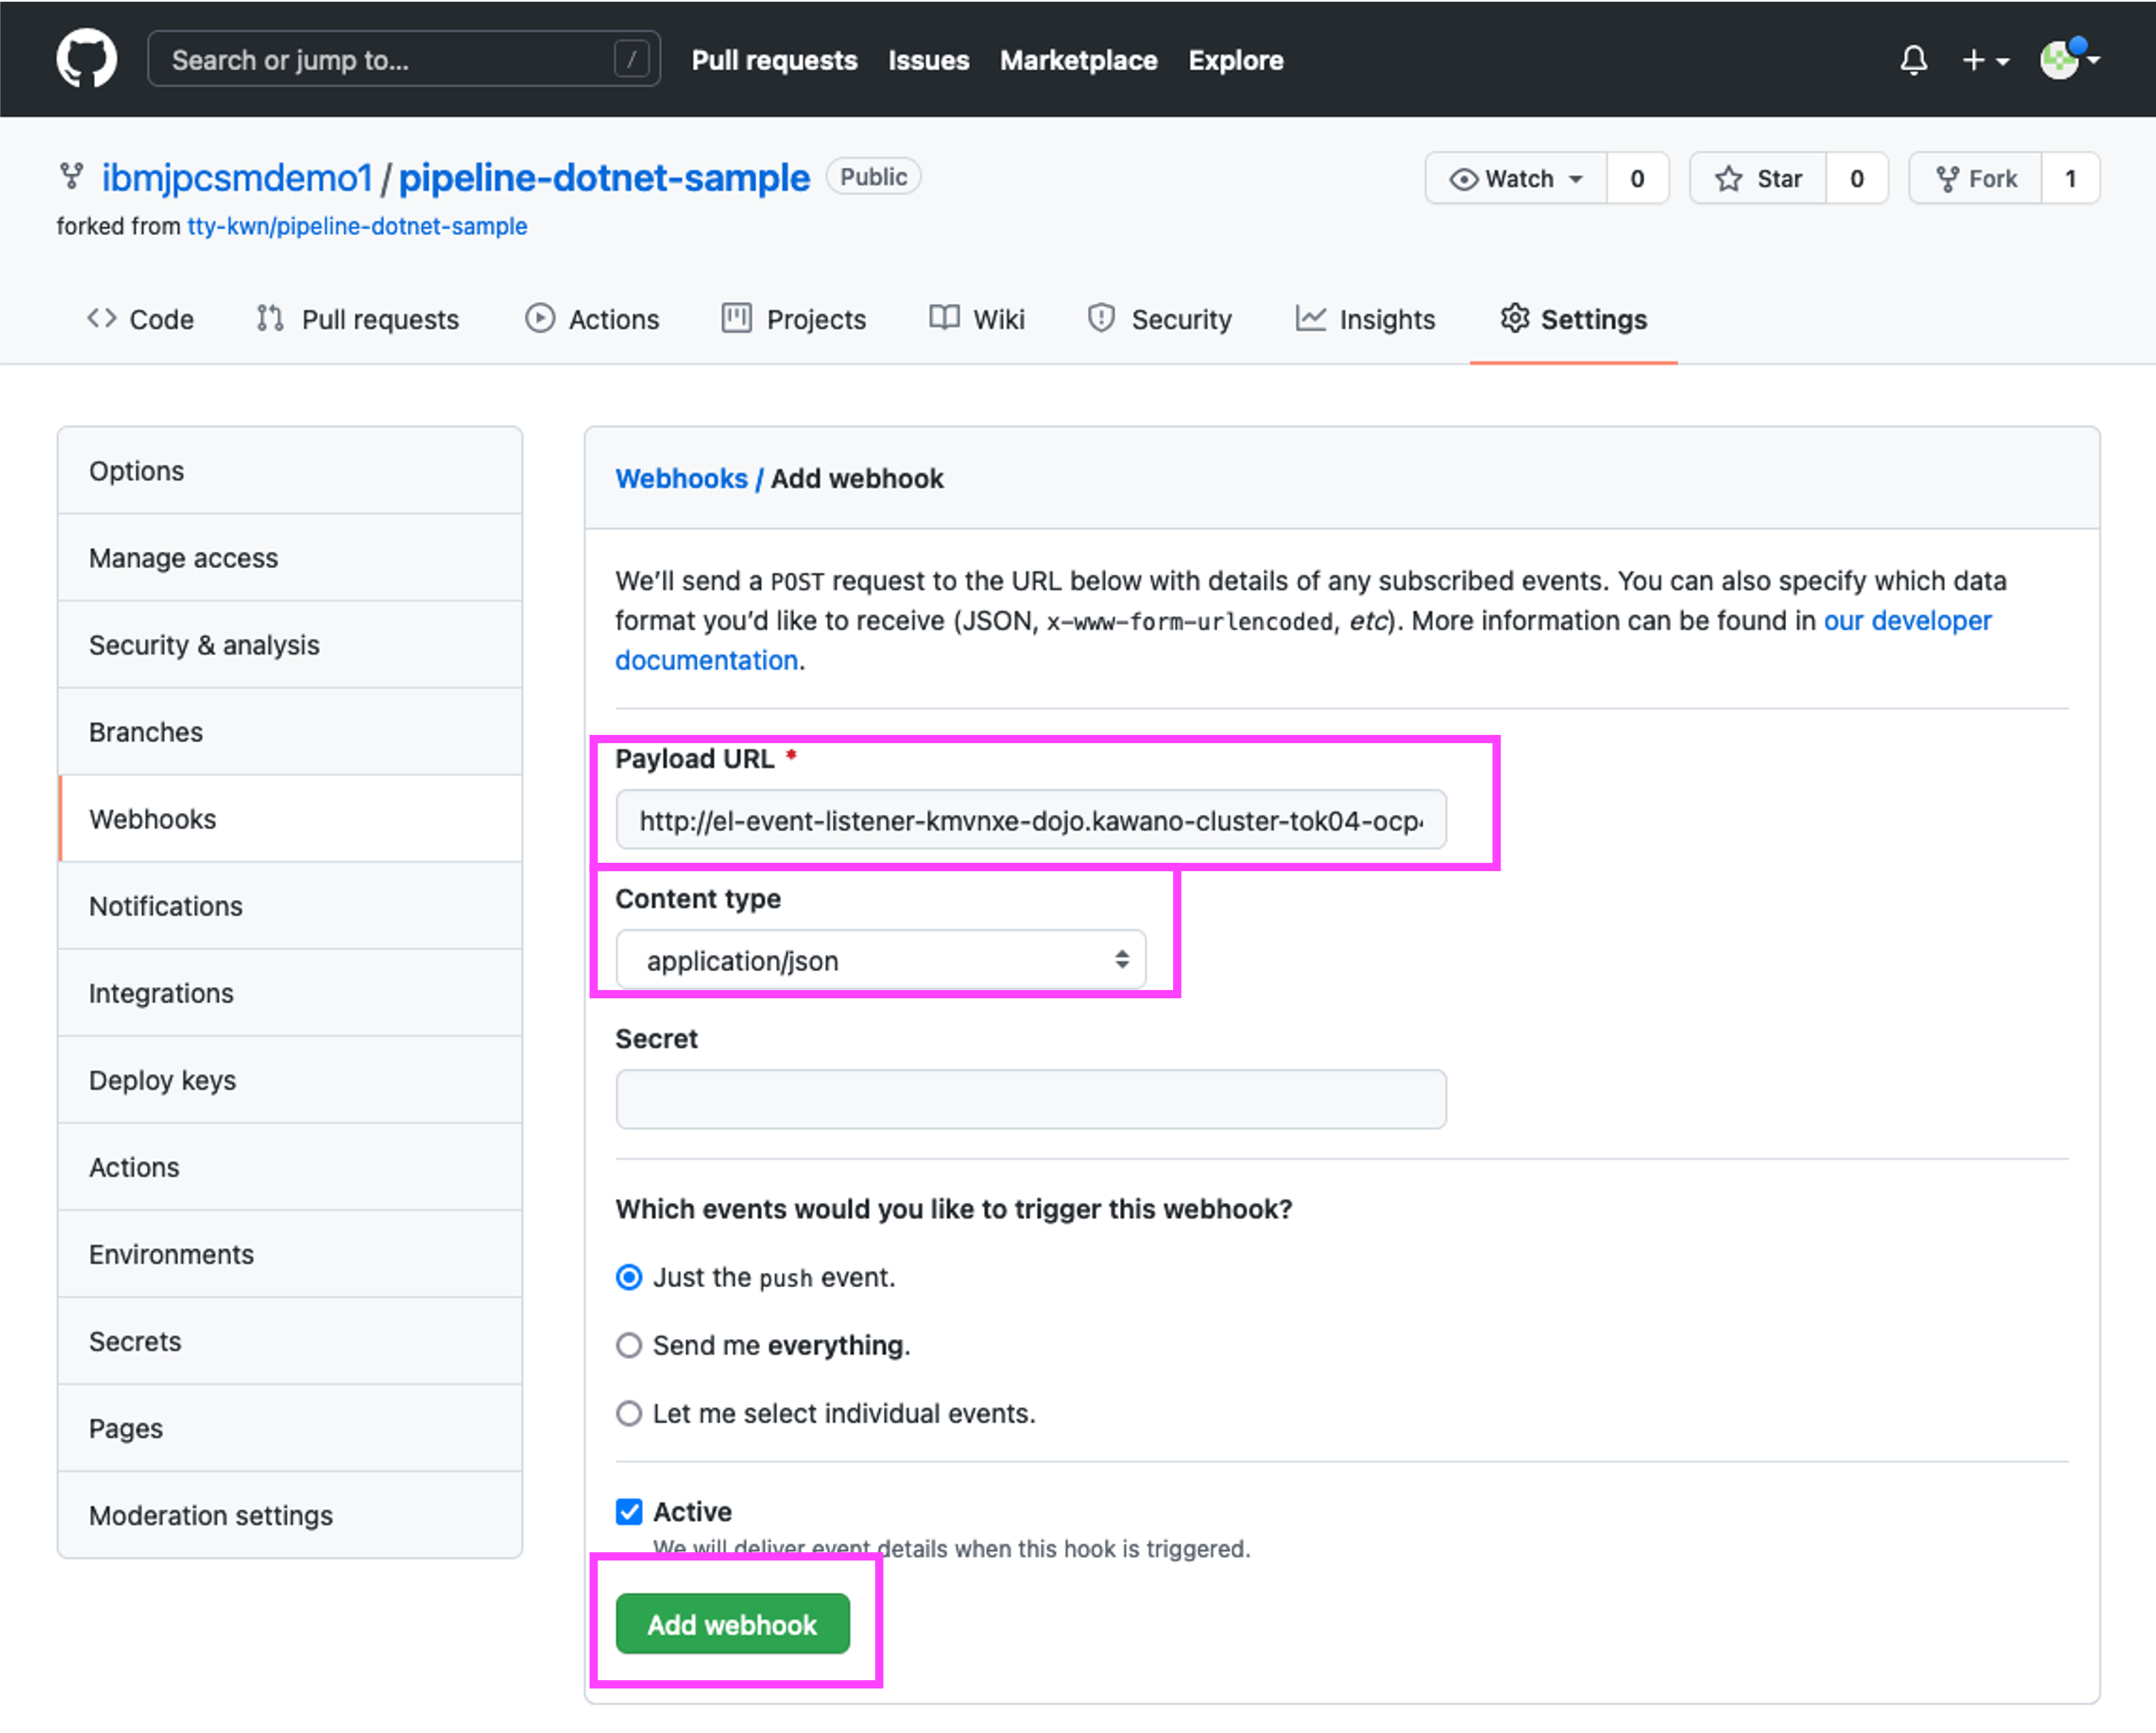 Search or jump to... / Pull requests Issues Marketplace Explore
ibmjpcsmdemo1 / pipeline-dotnet-sample Public Watch 0 Star 0 Fork 1
forked from tty-kwn/pipeline-dotnet-sample
Code Pull requests Actions Projects Wiki Security Insights Settings
Options
Manage access
Security & analysis
Branches
Webhooks
Notifications
Integrations
Deploy keys
Actions
Environments
Secrets
Pages
Moderation settings
Webhooks / Add webhook
We'll send a POST request to the URL below with details of any subscribed events. You can also specify which data
format you'd like to receive (JSON, x-www-form-urlencoded, etc). More information can be found in our developer
documentation.
Payload URL *
http://el-event-listener-kmvnxe-dojo.kawano-cluster-tok04-ocp4
Content type
application/json
Secret
Which events would you like to trigger this webhook?
Just the push event.
Send me everything.
Let me select individual events.
Active
We will deliver event details when this hook is triggered.
Add webhook